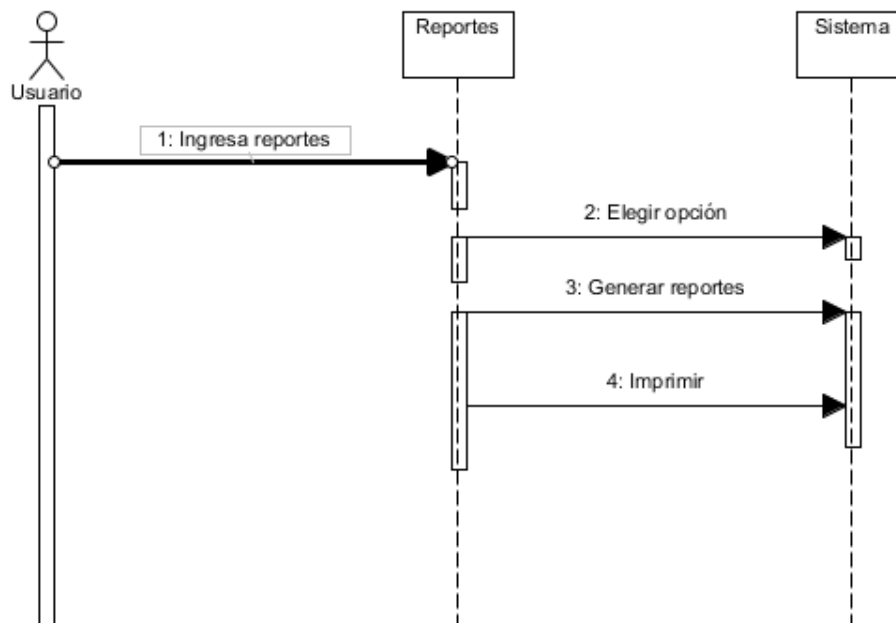 Reportes
Sistema
Usuario
1: Ingresa reportes
2: Elegir opción
3: Generar reportes
4: Imprimir